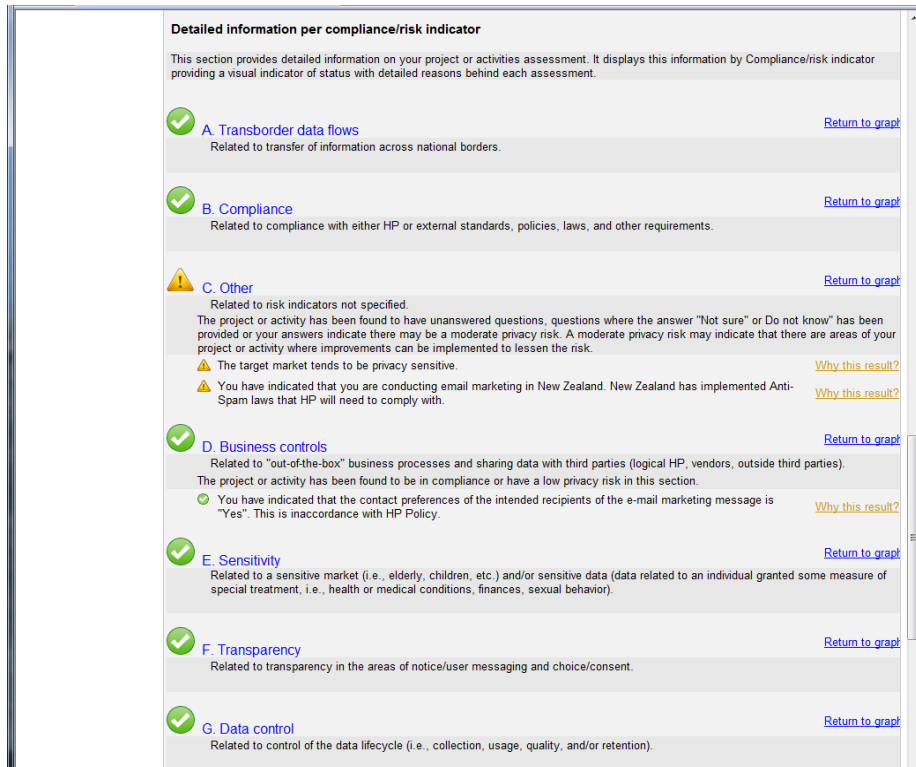 Detailed information per compliance/risk indicator
This section provides detailed information on your project or activities assessment. It displays this information by Compliance/risk indicator
providing a visual indicator of status with detailed reasons behind each assessment.
A. Transborder data flows
Return to graph
Related to transfer of information across national borders.
B. Compliance
Return to graph
Related to compliance with either HP or external standards, policies, laws, and other requirements.
C. Other
Return to graph
Related to risk indicators not specified.
The project or activity has been found to have unanswered questions, questions where the answer "Not sure" or Do not know" has been
provided or your answers indicate there may be a moderate privacy risk. A moderate privacy risk may indicate that there are areas of your
project or activity where improvements can be implemented to lessen the risk.
The target market tends to be privacy sensitive.
Why this result?
You have indicated that you are conducting email marketing in New Zealand. New Zealand has implemented Anti-
Spam laws that HP will need to comply with.
Why this result?
D. Business controls
Return to graph
Related to "out-of-the-box" business processes and sharing data with third parties (logical HP, vendors, outside third parties).
The project or activity has been found to be in compliance or have a low privacy risk in this section.
You have indicated that the contact preferences of the intended recipients of the e-mail marketing message is
"Yes". This is inaccordance with HP Policy.
Why this result?
E. Sensitivity
Return to graph
Related to a sensitive market (i.e., elderly, children, etc.) and/or sensitive data (data related to an individual granted some measure of
special treatment, i.e., health or medical conditions, finances, sexual behavior).
F. Transparency
Return to graph
Related to transparency in the areas of notice/user messaging and choice/consent.
G. Data control
Return to graph
Related to control of the data lifecycle (i.e., collection, usage, quality, and/or retention).